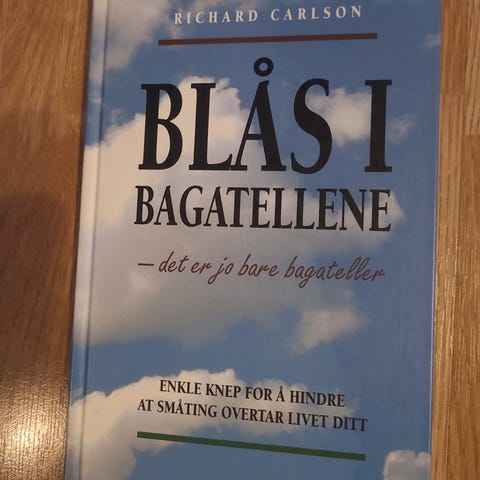 RICHARD CARLSON
BLÅS I
BAGATELLENE
– det er jo bare bagateller
ENKLE KNEP FOR Å HINDRE
AT SMÅTING OVERTAR LIVET DITT